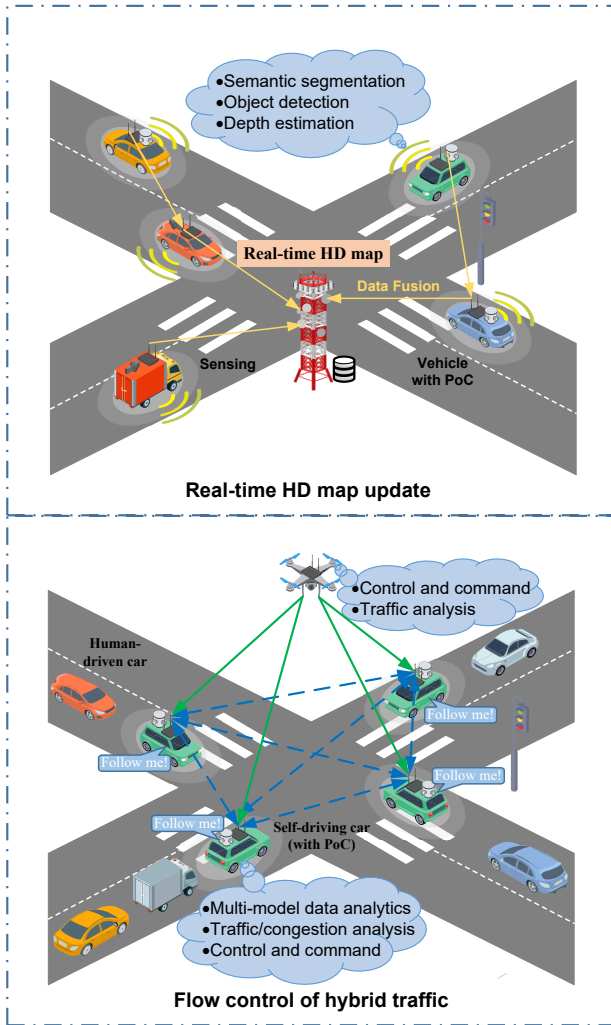 •Semantic segmentation
•Object detection
•Depth estimation
Real-time HD map
Data Fusion
Sensing
Vehicle
with PoC
Real-time HD map update
•Control and command
•Traffic analysis
Human-
driven car
Follow me!
Follow me!
Follow me!
Follow me!
Self-driving car
(with PoC)
•Multi-model data analytics
•Traffic/congestion analysis
•Control and command
Flow control of hybrid traffic